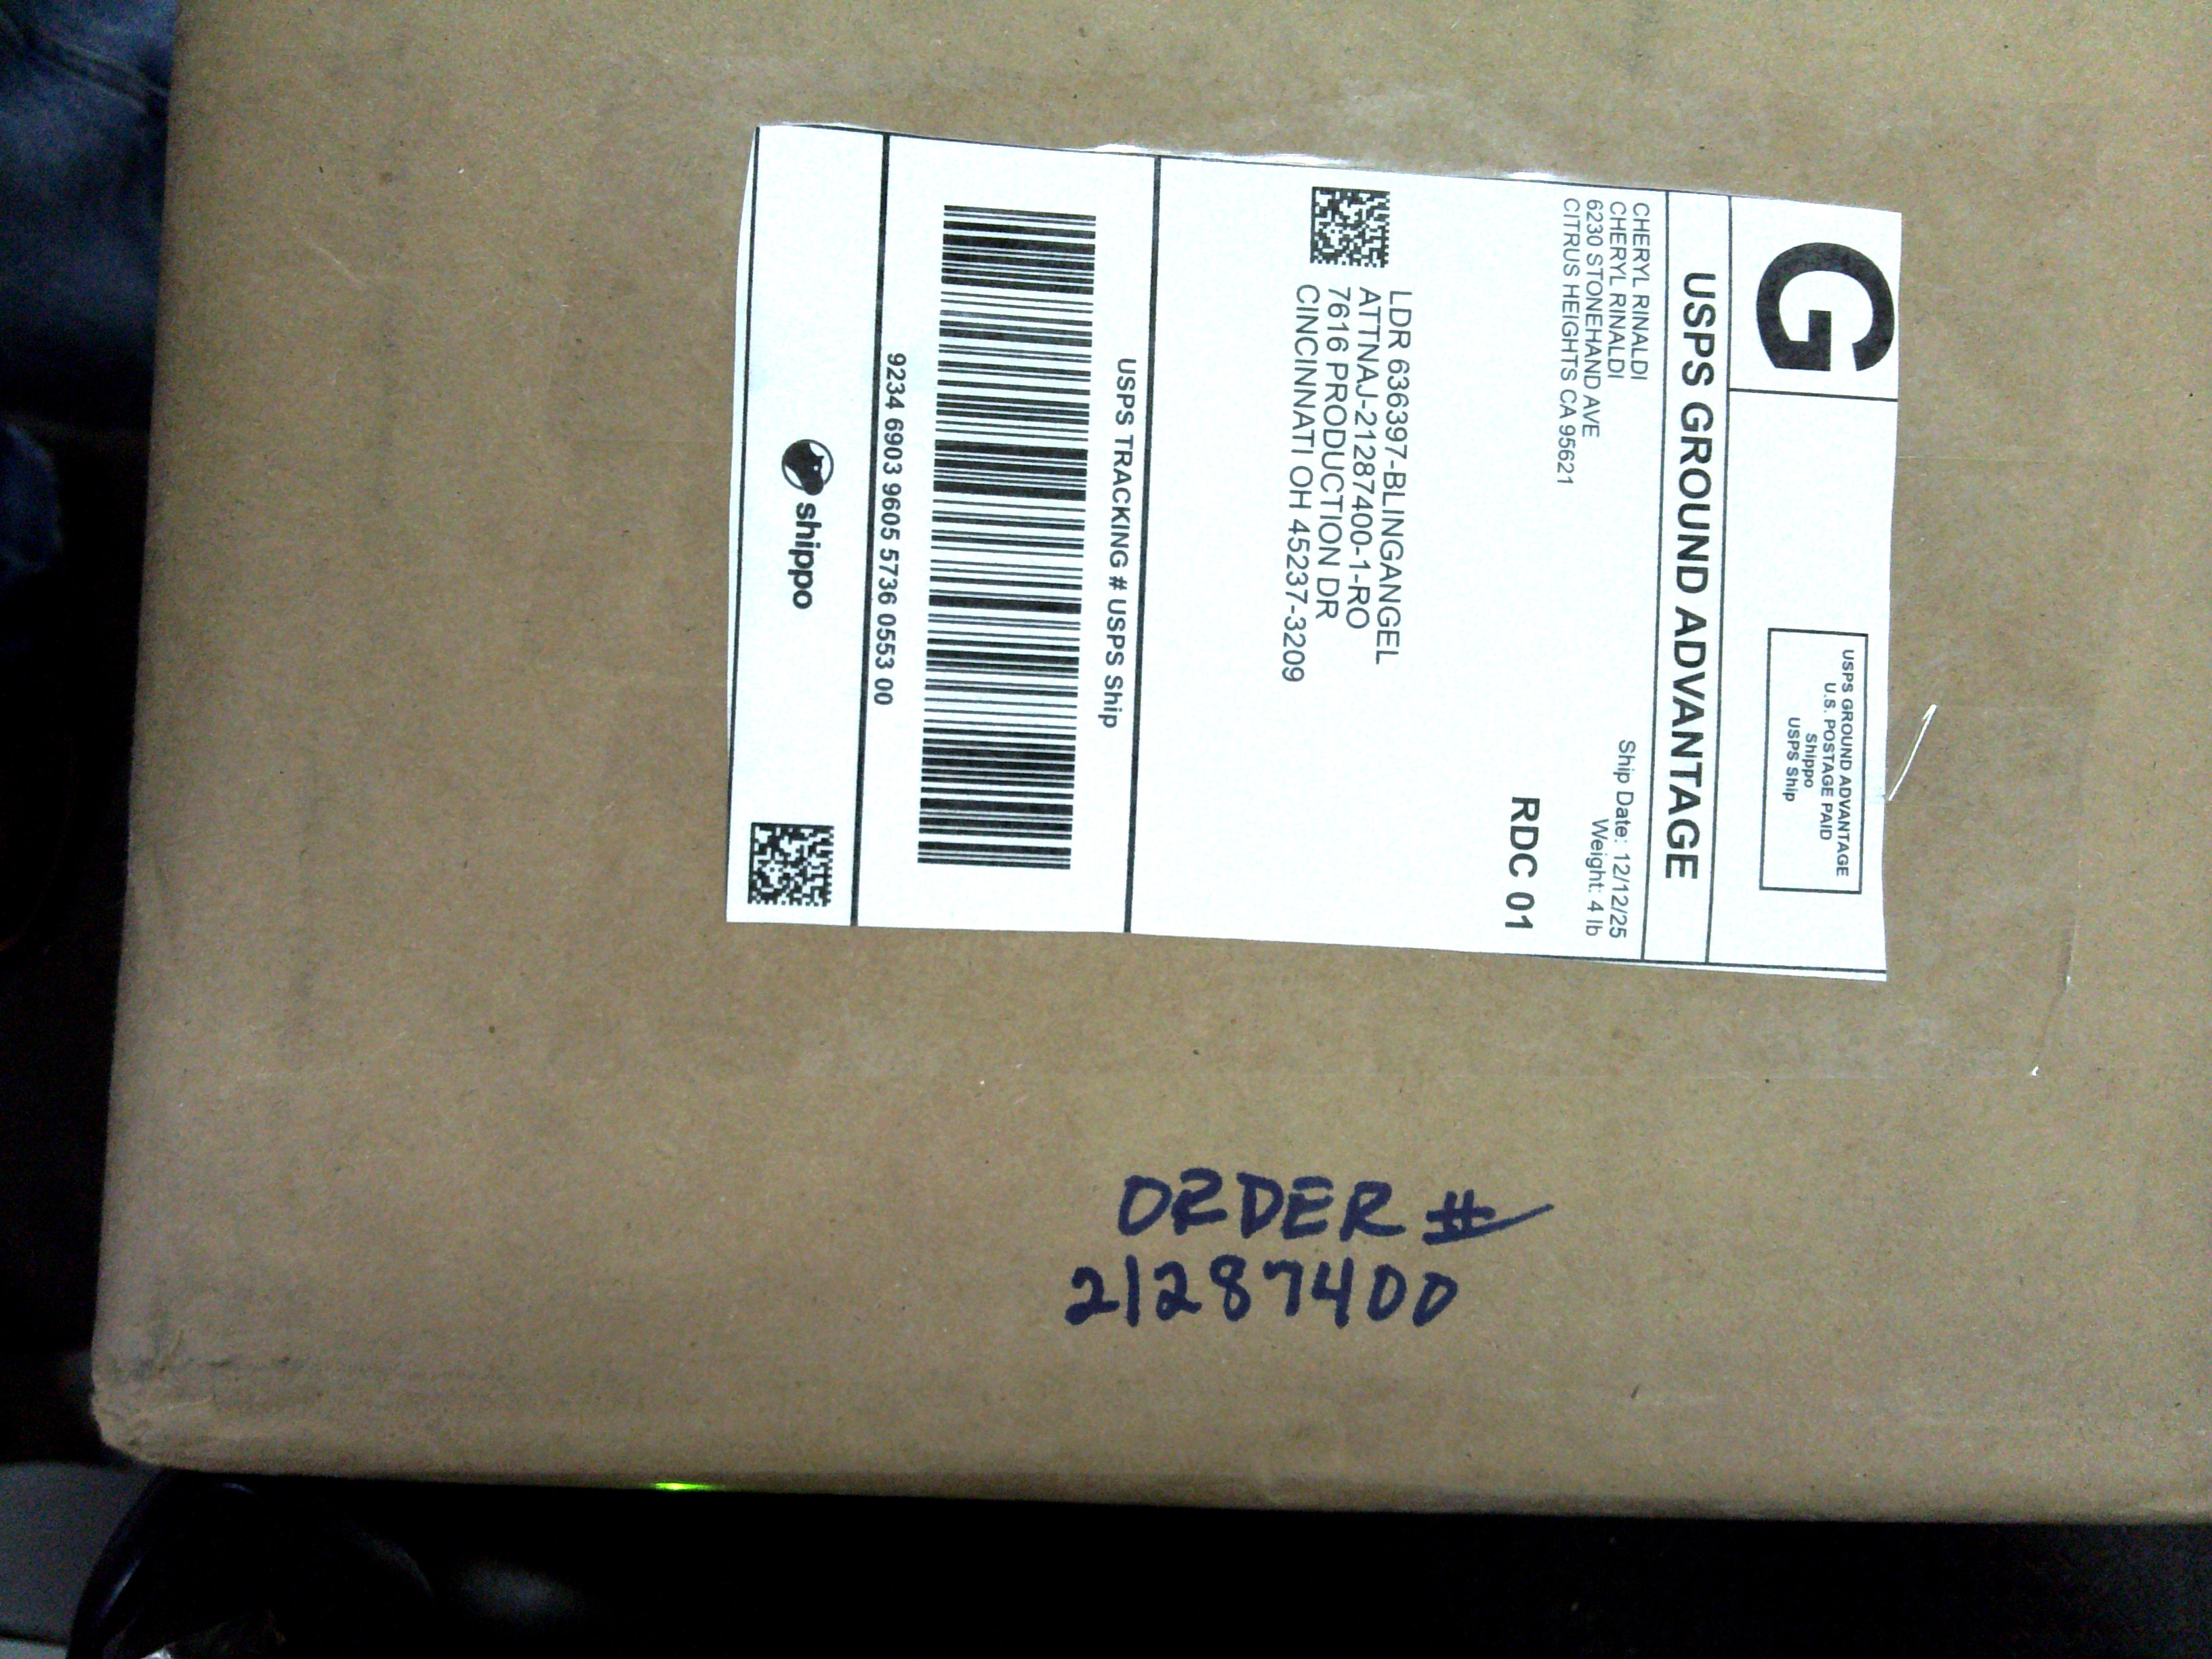 G
USPS GROUND ADVANTAGE
U.S. POSTAGE PAID
Shippo
USPS Ship
USPS GROUND ADVANTAGE
CHERYL RINALDI
CHERYL RINALDI
6230 STONEHAND AVE
CITRUS HEIGHTS CA 95621
Ship Date: 12/12/25
Weight: 4 lb
RDC 01
LDR 636397-BLINGANGEL
ATTNAJ-21287400-1-RO
7616 PRODUCTION DR
CINCINNATI OH 45237-3209
USPS TRACKING # USPS Ship
9234 6903 9605 5736 0553 00
shippo
ORDER #
21287400